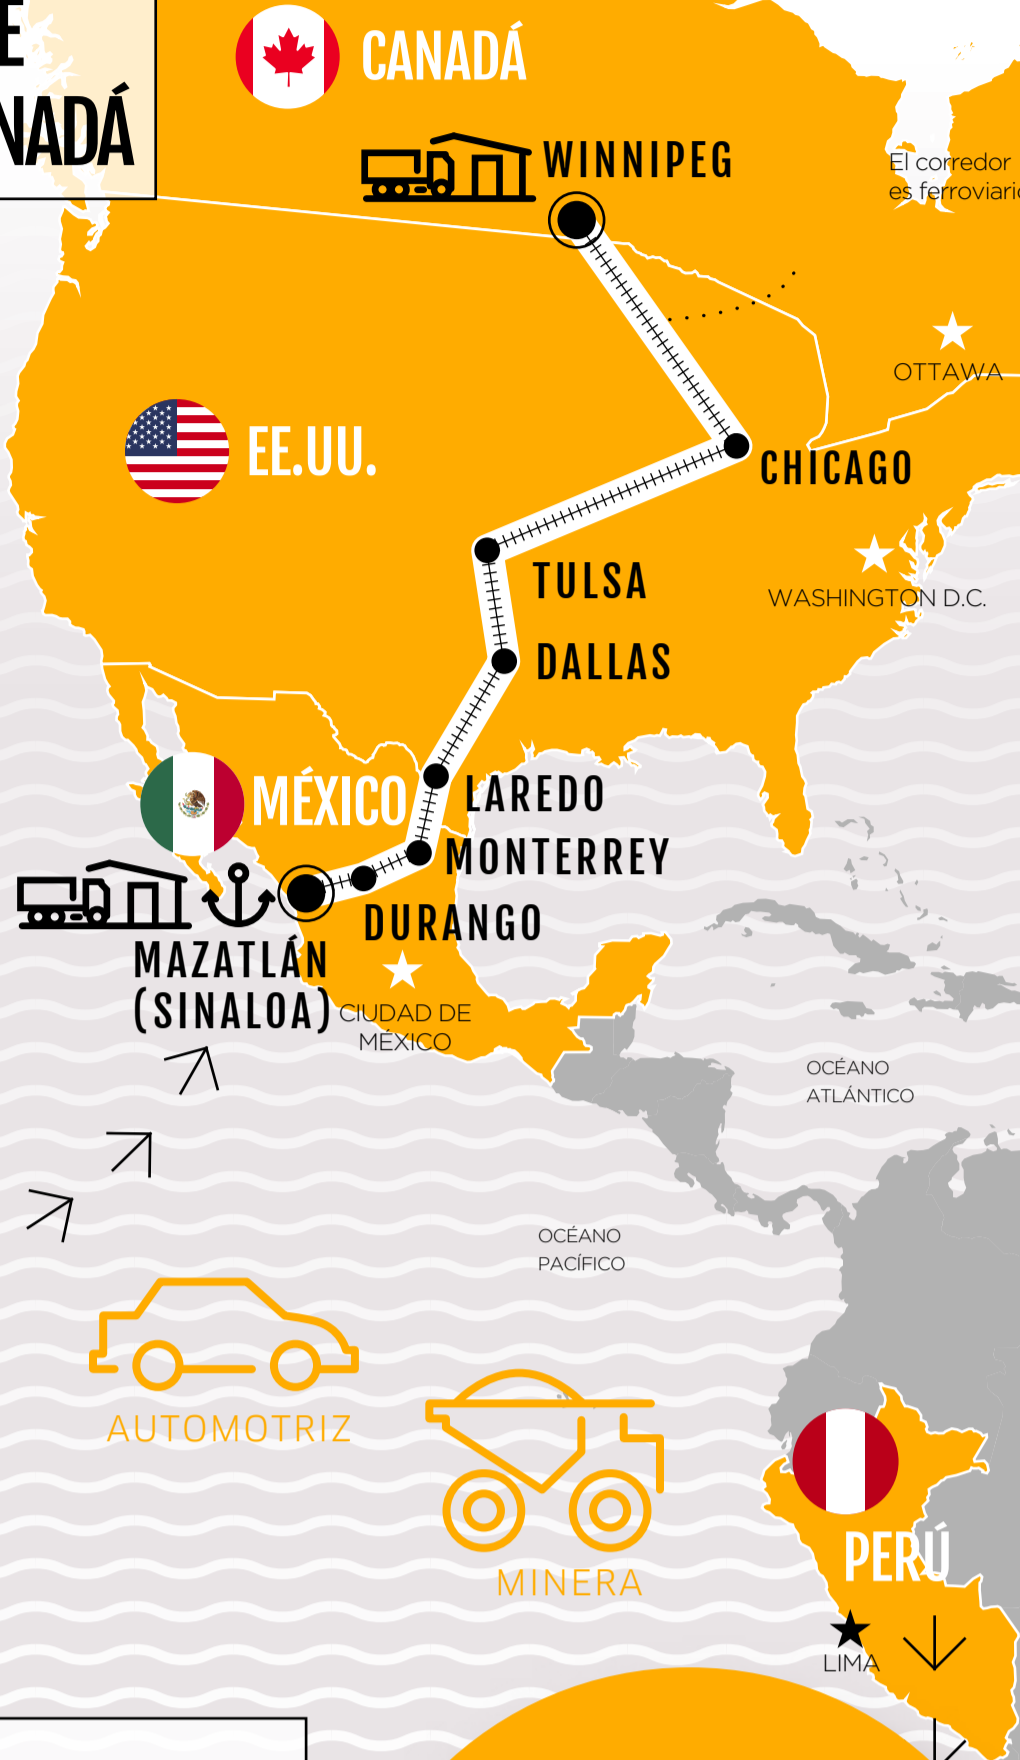 NADÁ
CANADÁ
WINNIPEG
El corredor
es ferroviario
OTTAWA
EE.UU.
CHICAGO
TULSA
WASHINGTON D.C.
DALLAS
MÉXICO
LAREDO
MONTERREY
DURANGO
MAZATLÁN
(SINALOA)
CIUDAD DE
MÉXICO
OCÉANO
ATLÁNTICO
OCÉANO
PACÍFICO
AUTOMOTRIZ
MINERA
PERÚ
LIMA